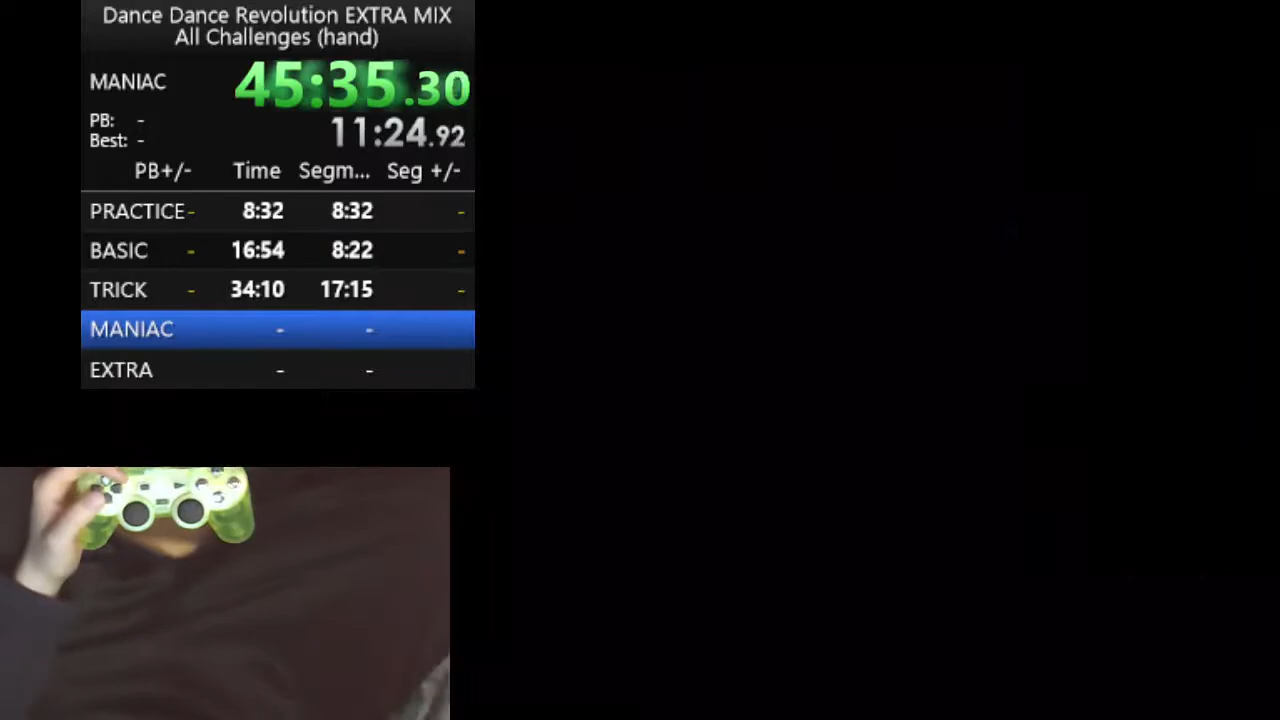 Dance Dance Revolution EXTRA MIX
All Challenges (hand)
MANIAC 45:35.30
PB: -
Best: - 11:24.92
PB+/- Time Segm... Seg +/-
PRACTICE - 8:32 8:32 -
BASIC - 16:54 8:22 -
TRICK - 34:10 17:15 -
MANIAC - -
EXTRA - -